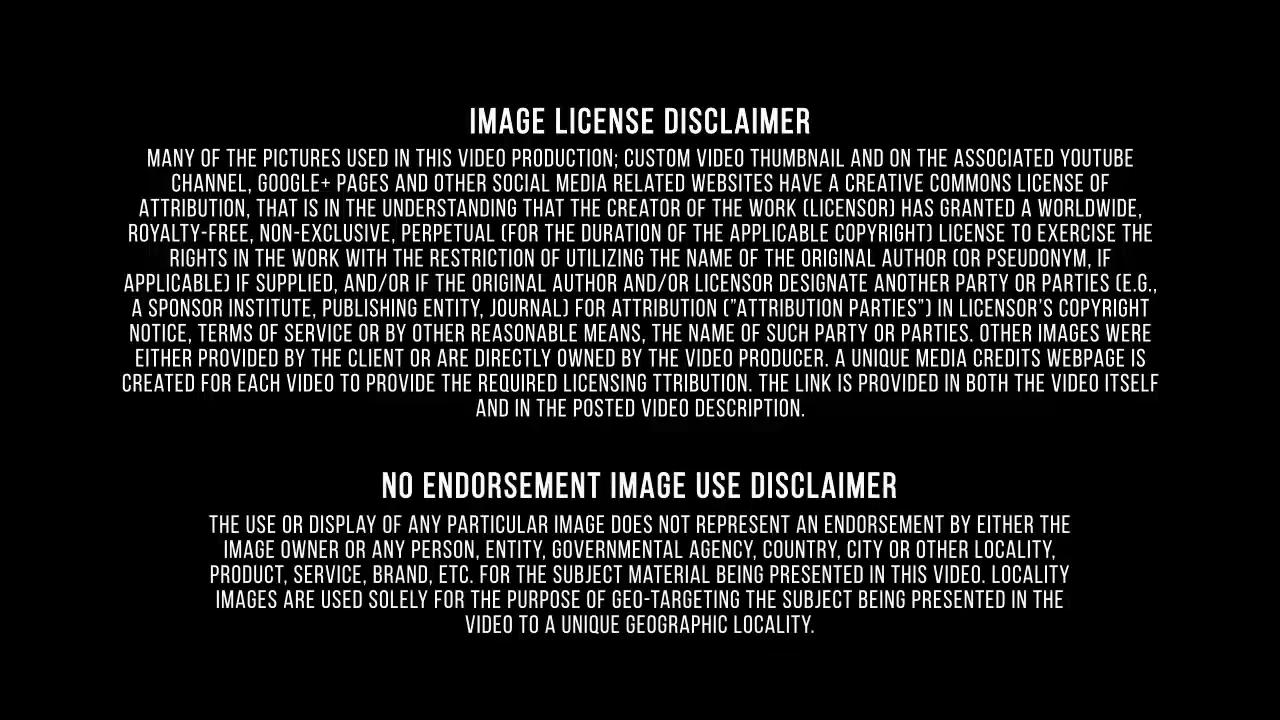 IMAGE LICENSE DISCLAIMER
MANY OF THE PICTURES USED IN THIS VIDEO PRODUCTION; CUSTOM VIDEO THUMBNAIL AND ON THE ASSOCIATED YOUTUBE
CHANNEL, GOOGLE+ PAGES AND OTHER SOCIAL MEDIA RELATED WEBSITES HAVE A CREATIVE COMMONS LICENSE OF
ATTRIBUTION, THAT IS IN THE UNDERSTANDING THAT THE CREATOR OF THE WORK (LICENSOR) HAS GRANTED A WORLDWIDE,
ROYALTY-FREE, NON-EXCLUSIVE, PERPETUAL (FOR THE DURATION OF THE APPLICABLE COPYRIGHT) LICENSE TO EXERCISE THE
RIGHTS IN THE WORK WITH THE RESTRICTION OF UTILIZING THE NAME OF THE ORIGINAL AUTHOR (OR PSEUDONYM, IF
APPLICABLE) IF SUPPLIED, AND/OR IF THE ORIGINAL AUTHOR AND/OR LICENSOR DESIGNATE ANOTHER PARTY OR PARTIES (E.G.,
A SPONSOR INSTITUTE, PUBLISHING ENTITY, JOURNAL) FOR ATTRIBUTION ("ATTRIBUTION PARTIES") IN LICENSOR'S COPYRIGHT
NOTICE, TERMS OF SERVICE OR BY OTHER REASONABLE MEANS, THE NAME OF SUCH PARTY OR PARTIES. OTHER IMAGES WERE
EITHER PROVIDED BY THE CLIENT OR ARE DIRECTLY OWNED BY THE VIDEO PRODUCER. A UNIQUE MEDIA CREDITS WEBPAGE IS
CREATED FOR EACH VIDEO TO PROVIDE THE REQUIRED LICENSING TTRIBUTION. THE LINK IS PROVIDED IN BOTH THE VIDEO ITSELF
AND IN THE POSTED VIDEO DESCRIPTION.
NO ENDORSEMENT IMAGE USE DISCLAIMER
THE USE OR DISPLAY OF ANY PARTICULAR IMAGE DOES NOT REPRESENT AN ENDORSEMENT BY EITHER THE
IMAGE OWNER OR ANY PERSON, ENTITY, GOVERNMENTAL AGENCY, COUNTRY, CITY OR OTHER LOCALITY,
PRODUCT, SERVICE, BRAND, ETC. FOR THE SUBJECT MATERIAL BEING PRESENTED IN THIS VIDEO. LOCALITY
IMAGES ARE USED SOLELY FOR THE PURPOSE OF GEO-TARGETING THE SUBJECT BEING PRESENTED IN THE
VIDEO TO A UNIQUE GEOGRAPHIC LOCALITY.